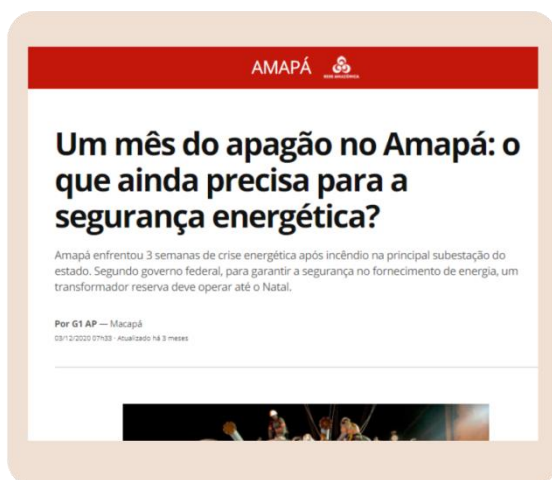 AMAPÁ
REDE AMAZÔNICA
Um mês do apagão no Amapá: o
que ainda precisa para a
segurança energética?
Amapá enfrentou 3 semanas de crise energética após incêndio na principal subestação do
estado. Segundo governo federal, para garantir a segurança no fornecimento de energia, um
transformador reserva deve operar até o Natal.
Por G1 AP — Macapá
03/12/2020 07h33 · Atualizado há 3 meses